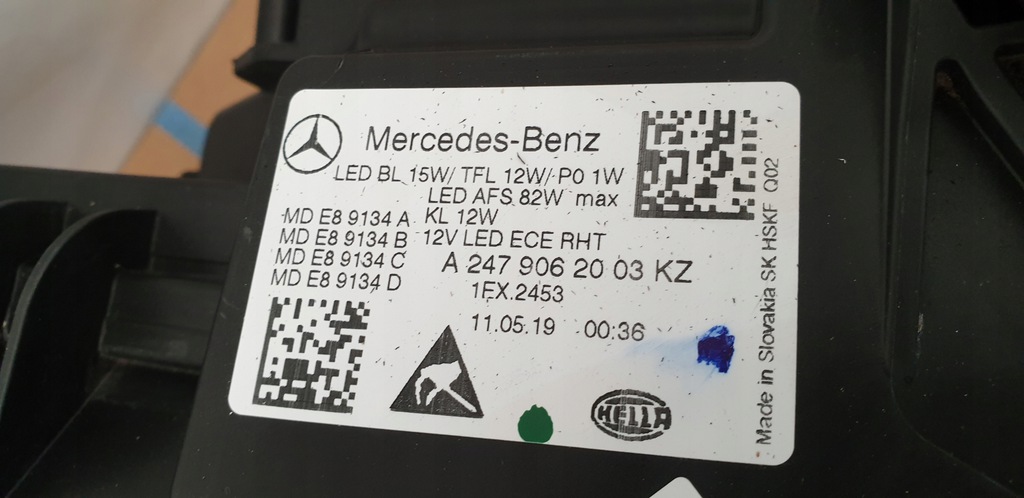 Mercedes-Benz
LED BL 15W/ TFL 12W/ PO 1W
LED AFS 82W max
KL 12W
12V LED ECE RHT
MD E8 9134 A
MD E8 9134 B
MD E8 9134 C
MD E8 9134 D
A 247 906 20 03 KZ
1EX.2453
11.05.19 00:36
HELLA
Made in Slovakia SK HSKF Q02